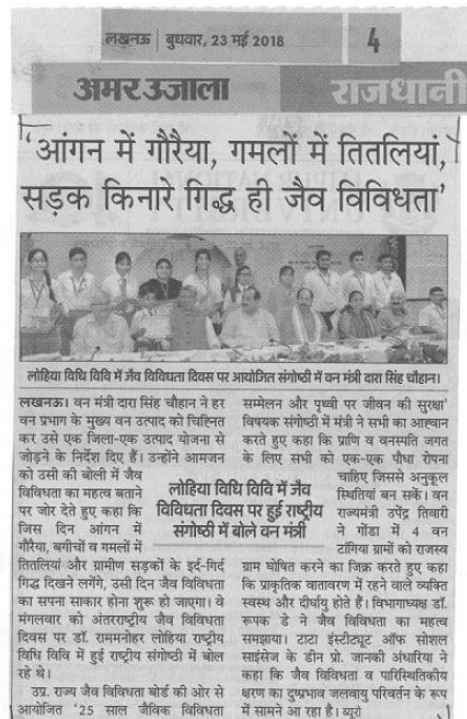 लखनऊ | बुधवार, 23 मई 2018
4
अमर उजाला
राजधानी
'आंगन में गौरैया, गमलों में तितलियां,
सड़क किनारे गिद्ध ही जैव विविधता'
लोहिया विधि विवि में जैव विविधता दिवस पर आयोजित संगोष्ठी में वन मंत्री दारा सिंह चौहान।
लखनऊ। वन मंत्री दारा सिंह चौहान ने हर
वन प्रभाग के मुख्य वन उत्पाद को चिह्नित
कर उसे एक जिला-एक उत्पाद योजना से
जोड़ने के निर्देश दिए हैं। उन्होंने आमजन
को उसी की बोली में जैव
विविधता का महत्व बताने
पर जोर देते हुए कहा कि
जिस दिन आंगन में
गौरैया, बगीचों व गमलों में
तितलियां और ग्रामीण सड़कों के इर्द-गिर्द
गिद्ध दिखने लगेंगे, उसी दिन जैव विविधता
का सपना साकार होना शुरू हो जाएगा। वे
मंगलवार को अंतरराष्ट्रीय जैव विविधता
दिवस पर डॉ. राममनोहर लोहिया राष्ट्रीय
विधि विवि में हुई राष्ट्रीय संगोष्ठी में बोल
रहे थे।
उप्र. राज्य जैव विविधता बोर्ड की ओर से
आयोजित '25 साल जैविक विविधता
लोहिया विधि विवि में जैव
विविधता दिवस पर हुई राष्ट्रीय
संगोष्ठी में बोले वन मंत्री
सम्मेलन और पृथ्वी पर जीवन की सुरक्षा'
विषयक संगोष्ठी में मंत्री ने सभी का आह्वान
करते हुए कहा कि प्राणि व वनस्पति जगत
के लिए सभी को एक-एक पौधा रोपना
चाहिए जिससे अनुकूल
स्थितियां बन सकें। वन
राज्यमंत्री उपेंद्र तिवारी
ने गोंडा में 4 वन
टांगिया ग्रामों को राजस्व
ग्राम घोषित करने का जिक्र करते हुए कहा
कि प्राकृतिक वातावरण में रहने वाले व्यक्ति
स्वस्थ और दीर्घायु होते हैं। विभागाध्यक्ष डॉ.
रूपक डे ने जैव विविधता का महत्व
समझाया। टाटा इंस्टीट्यूट ऑफ सोशल
साइंसेज के डीन प्रो. जानकी अंधारिया ने
कहा कि जैव विविधता व पारिस्थितिकीय
क्षरण का दुष्प्रभाव जलवायु परिवर्तन के रूप
में सामने आ रहा है। ब्यूरो